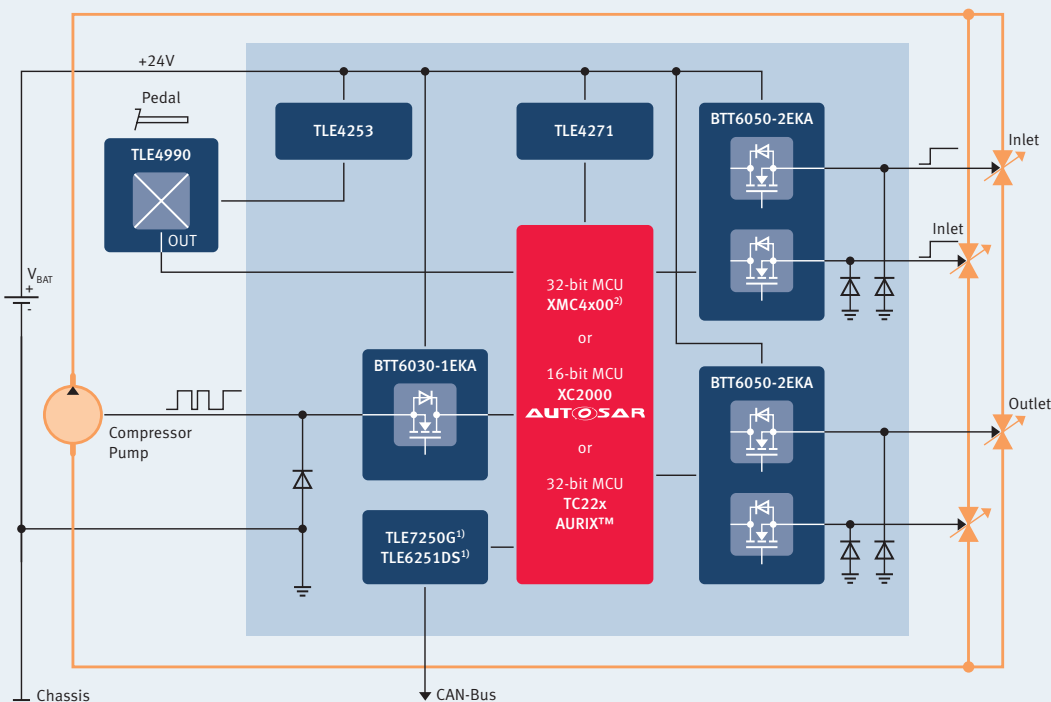 +24V
Pedal
TLE4990
OUT
TLE4253
TLE4271
BTT6050-2EKA
Inlet
Inlet
VBAT
+
-
32-bit MCU
XMC4x00²⁾
or
16-bit MCU
XC2000
AUTOSAR
or
32-bit MCU
TC22x
AURIX™
BTT6030-1EKA
BTT6050-2EKA
Outlet
Compressor
Pump
TLE7250G¹⁾
TLE6251DS¹⁾
Chassis
CAN-Bus